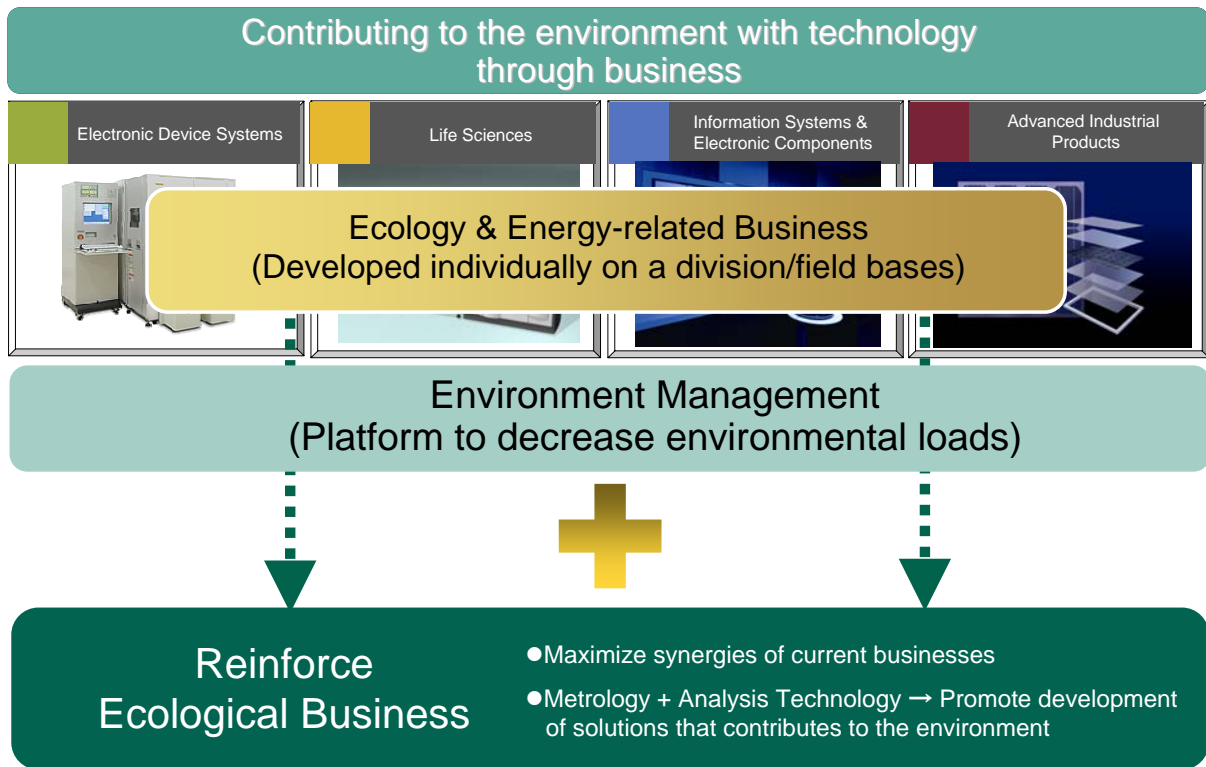 Contributing to the environment with technology
through business
Electronic Device Systems
Life Sciences
Information Systems &
Electronic Components
Advanced Industrial
Products
Ecology & Energy-related Business
(Developed individually on a division/field bases)
Environment Management
(Platform to decrease environmental loads)
Reinforce
Ecological Business
●Maximize synergies of current businesses
●Metrology + Analysis Technology → Promote development
of solutions that contributes to the environment